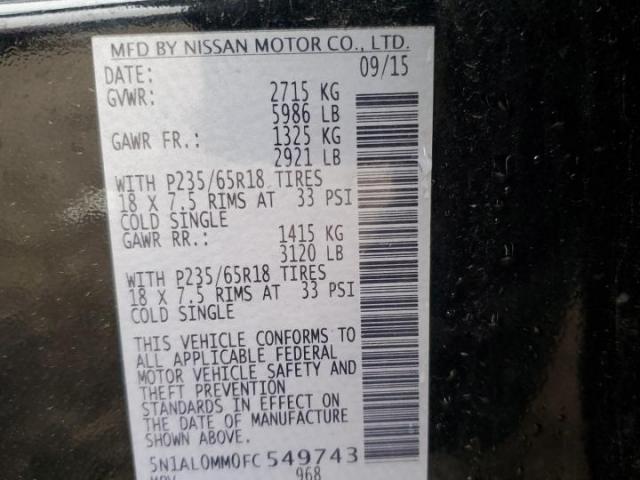 MFD BY NISSAN MOTOR CO., LTD.
DATE: 09/15
GVWR: 2715 KG
5986 LB
GAWR FR.: 1325 KG
2921 LB
WITH P235/65R18 TIRES
18 X 7.5 RIMS AT 33 PSI
COLD SINGLE
GAWR RR.: 1415 KG
3120 LB
WITH P235/65R18 TIRES
18 X 7.5 RIMS AT 33 PSI
COLD SINGLE
THIS VEHICLE CONFORMS TO
ALL APPLICABLE FEDERAL
MOTOR VEHICLE SAFETY AND
THEFT PREVENTION
STANDARDS IN EFFECT ON
THE DATE OF MANUFACTURE
SHOWN ABOVE.
5N1AL0MM0FC549743
MPV 968